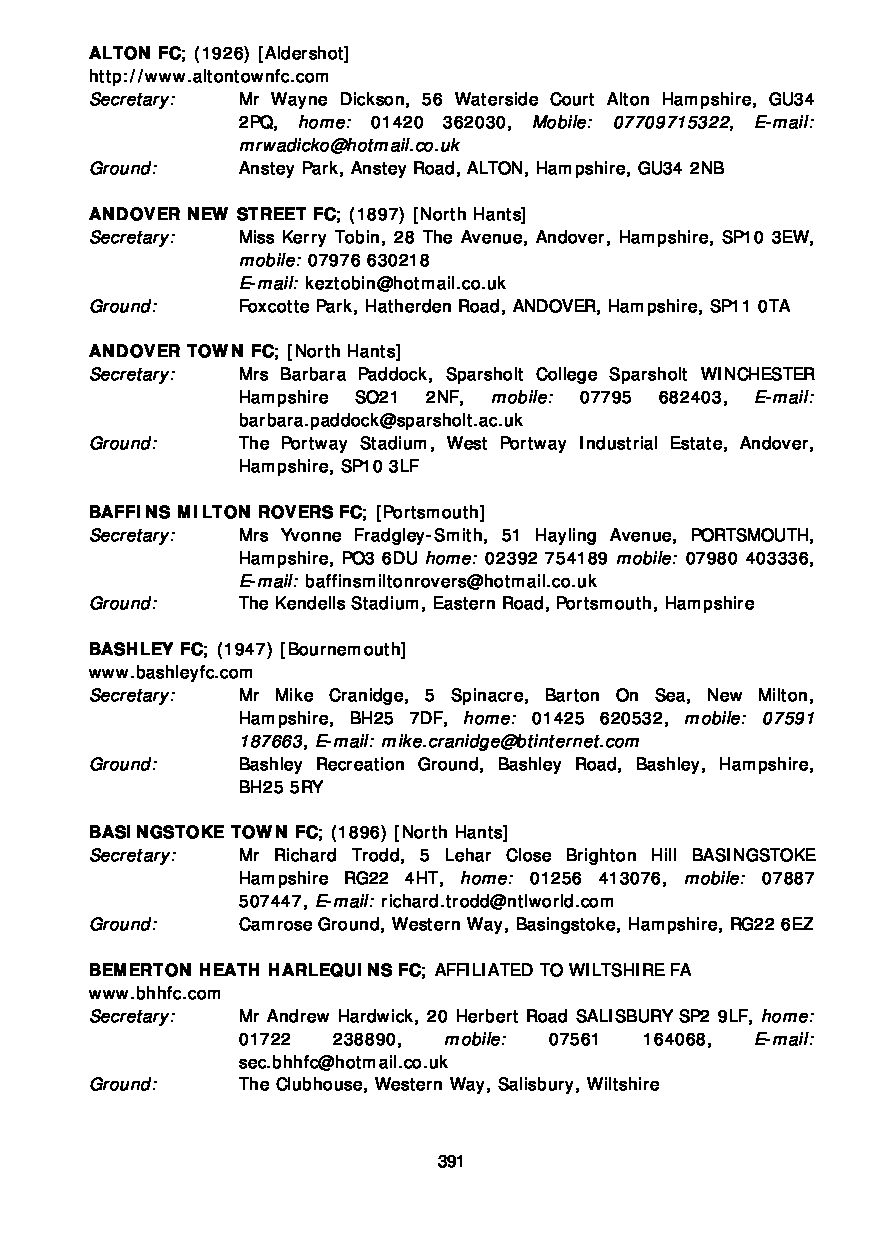 ALTON FC; (1926) [Aldershot]
http://www.altontownfc.com
Secretary: Mr Wayne Dickson, 56 Waterside Court Alton Hampshire, GU34
2PQ, home: 01420 362030, Mobile: 07709715322, E-mail:
mrwadicko@hotmail.co.uk
Ground: Anstey Park, Anstey Road, ALTON, Hampshire, GU34 2NB
ANDOVER NEW STREET FC; (1897) [North Hants]
Secretary: Miss Kerry Tobin, 28 The Avenue, Andover, Hampshire, SP10 3EW,
mobile: 07976 630218
E-mail: keztobin@hotmail.co.uk
Ground: Foxcotte Park, Hatherden Road, ANDOVER, Hampshire, SP11 0TA
ANDOVER TOWN FC; [North Hants]
Secretary: Mrs Barbara Paddock, Sparsholt College Sparsholt WINCHESTER
Hampshire SO21 2NF, mobile: 07795 682403, E-mail:
barbara.paddock@sparsholt.ac.uk
Ground: The Portway Stadium, West Portway Industrial Estate, Andover,
Hampshire, SP10 3LF
BAFFINS MILTON ROVERS FC; [Portsmouth]
Secretary: Mrs Yvonne Fradgley-Smith, 51 Hayling Avenue, PORTSMOUTH,
Hampshire, PO3 6DU home: 02392 754189 mobile: 07980 403336,
E-mail: baffinsmiltonrovers@hotmail.co.uk
Ground: The Kendells Stadium, Eastern Road, Portsmouth, Hampshire
BASHLEY FC; (1947) [Bournemouth]
www.bashleyfc.com
Secretary: Mr Mike Cranidge, 5 Spinacre, Barton On Sea, New Milton,
Hampshire, BH25 7DF, home: 01425 620532, mobile: 07591
187663, E-mail: mike.cranidge@btinternet.com
Ground: Bashley Recreation Ground, Bashley Road, Bashley, Hampshire,
BH25 5RY
BASINGSTOKE TOWN FC; (1896) [North Hants]
Secretary: Mr Richard Trodd, 5 Lehar Close Brighton Hill BASINGSTOKE
Hampshire RG22 4HT, home: 01256 413076, mobile: 07887
507447, E-mail: richard.trodd@ntlworld.com
Ground: Camrose Ground, Western Way, Basingstoke, Hampshire, RG22 6EZ
BEMERTON HEATH HARLEQUINS FC; AFFILIATED TO WILTSHIRE FA
www.bhhfc.com
Secretary: Mr Andrew Hardwick, 20 Herbert Road SALISBURY SP2 9LF, home:
01722 238890, mobile: 07561 164068, E-mail:
sec.bhhfc@hotmail.co.uk
Ground: The Clubhouse, Western Way, Salisbury, Wiltshire
391